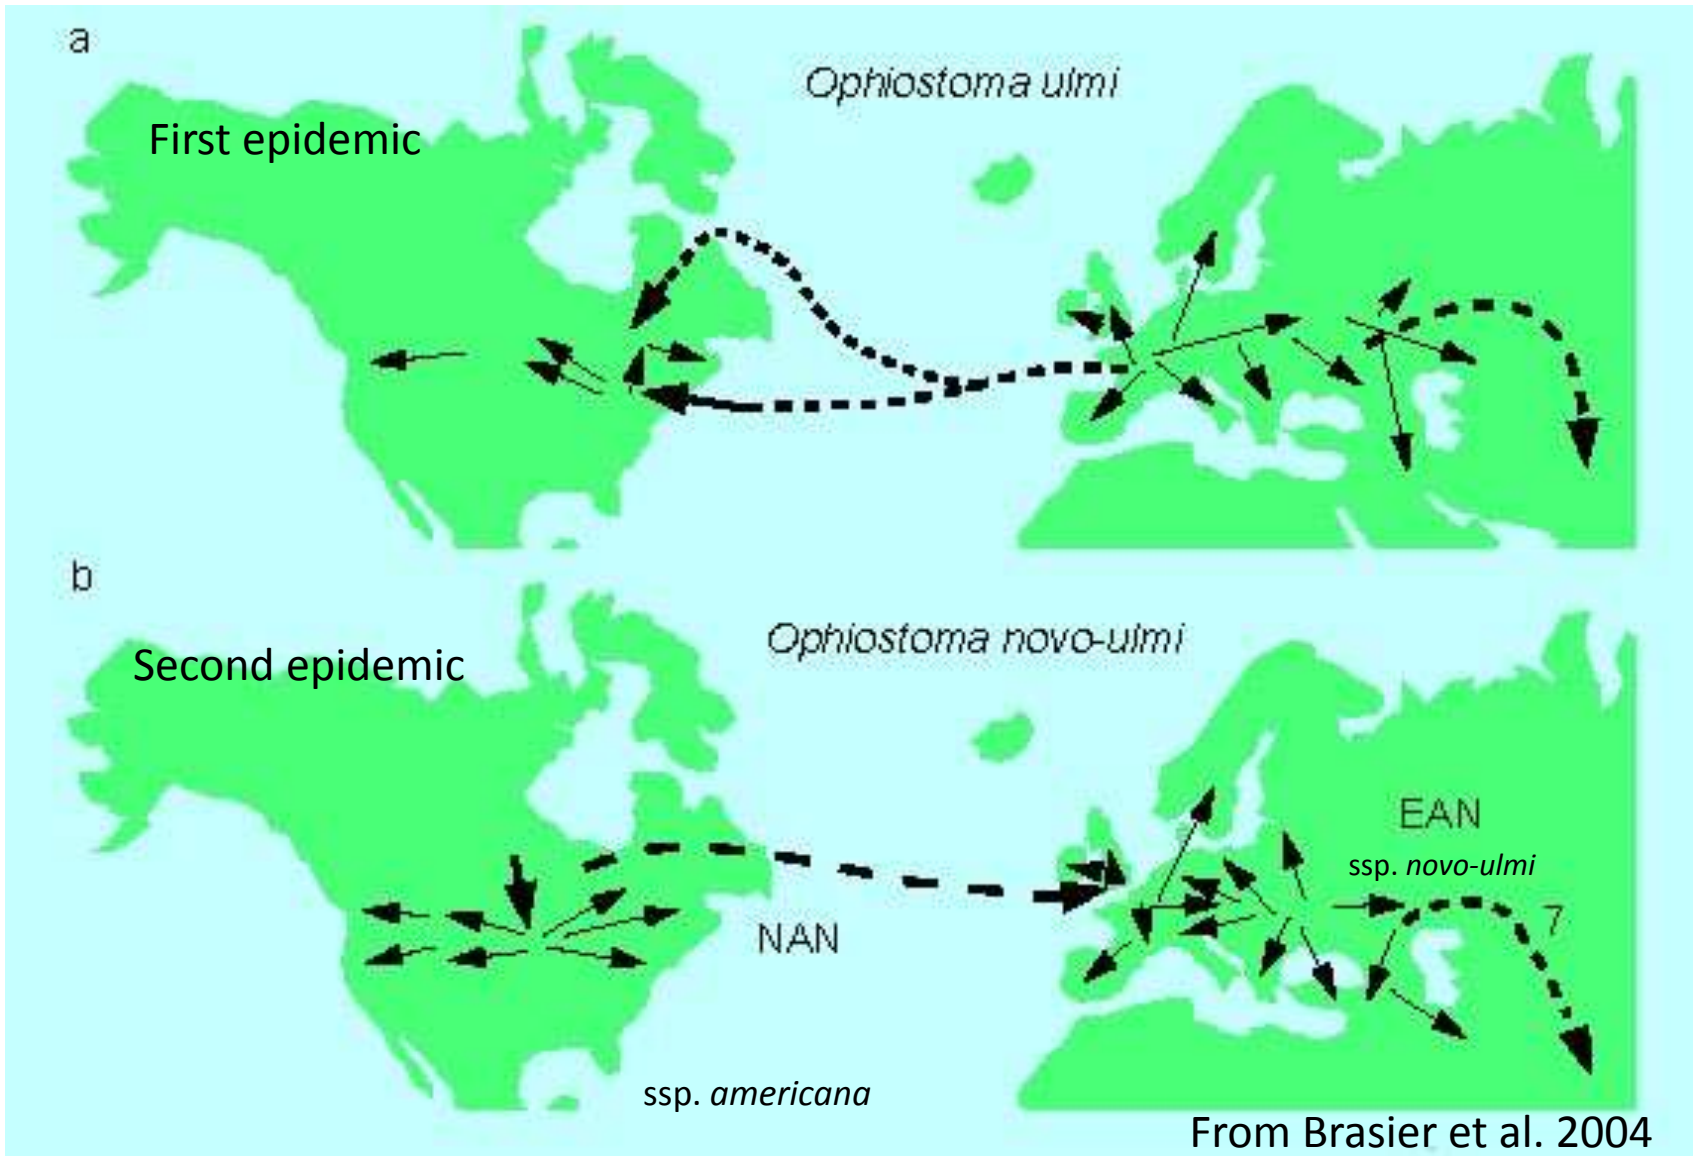 a
Ophiostoma ulmi
First epidemic
b
Ophiostoma novo-ulmi
Second epidemic
EAN
ssp. novo-ulmi
?
NAN
ssp. americana
From Brasier et al. 2004